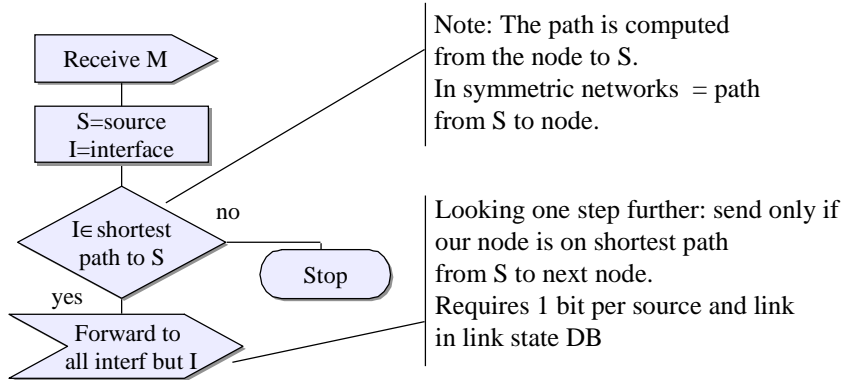 Receive M
S=source
I=interface
I∈ shortest
path to S
no
Stop
yes
Forward to
all interf but I
Note: The path is computed
from the node to S.
In symmetric networks = path
from S to node.
Looking one step further: send only if
our node is on shortest path
from S to next node.
Requires 1 bit per source and link
in link state DB